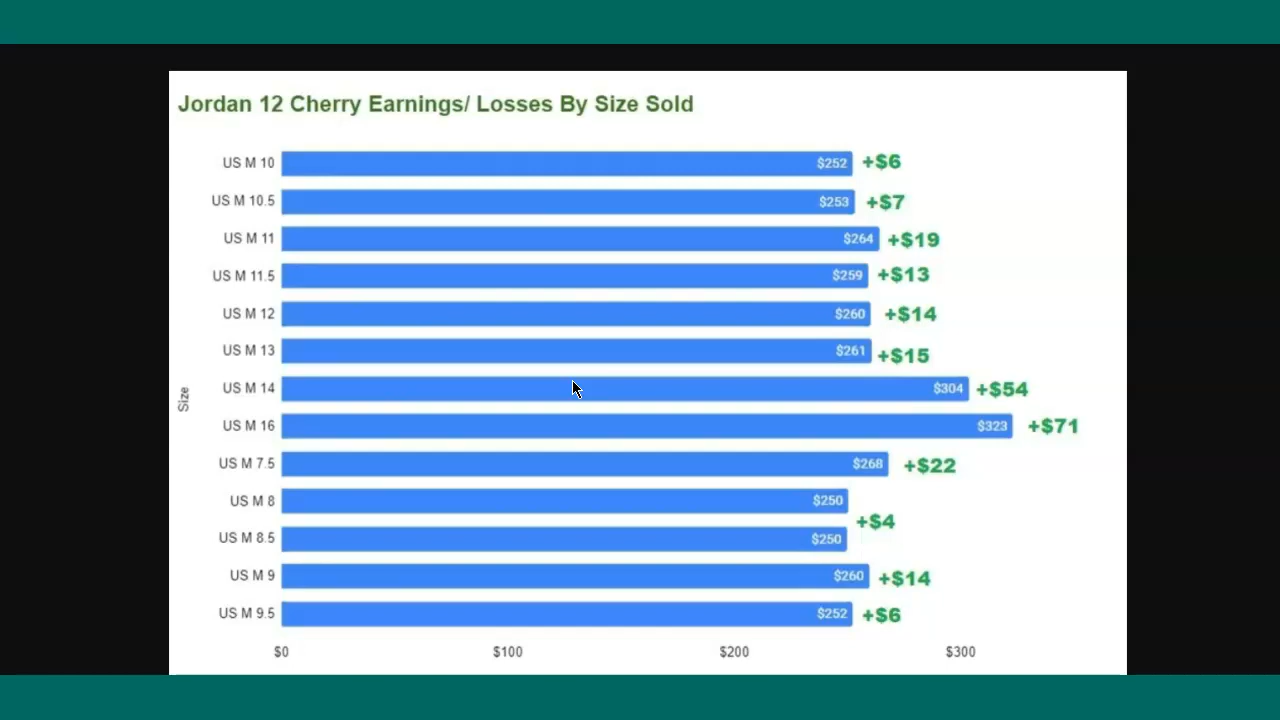 Jordan 12 Cherry Earnings/ Losses By Size Sold
US M 10 $252 +$6
US M 10.5 $253 +$7
US M 11 $264 +$19
US M 11.5 $259 +$13
US M 12 $260 +$14
US M 13 $261 +$15
US M 14 $304 +$54
US M 16 $323 +$71
US M 7.5 $268 +$22
US M 8 $250
+$4
US M 8.5 $250
US M 9 $260 +$14
US M 9.5 $252 +$6
Size
$0 $100 $200 $300